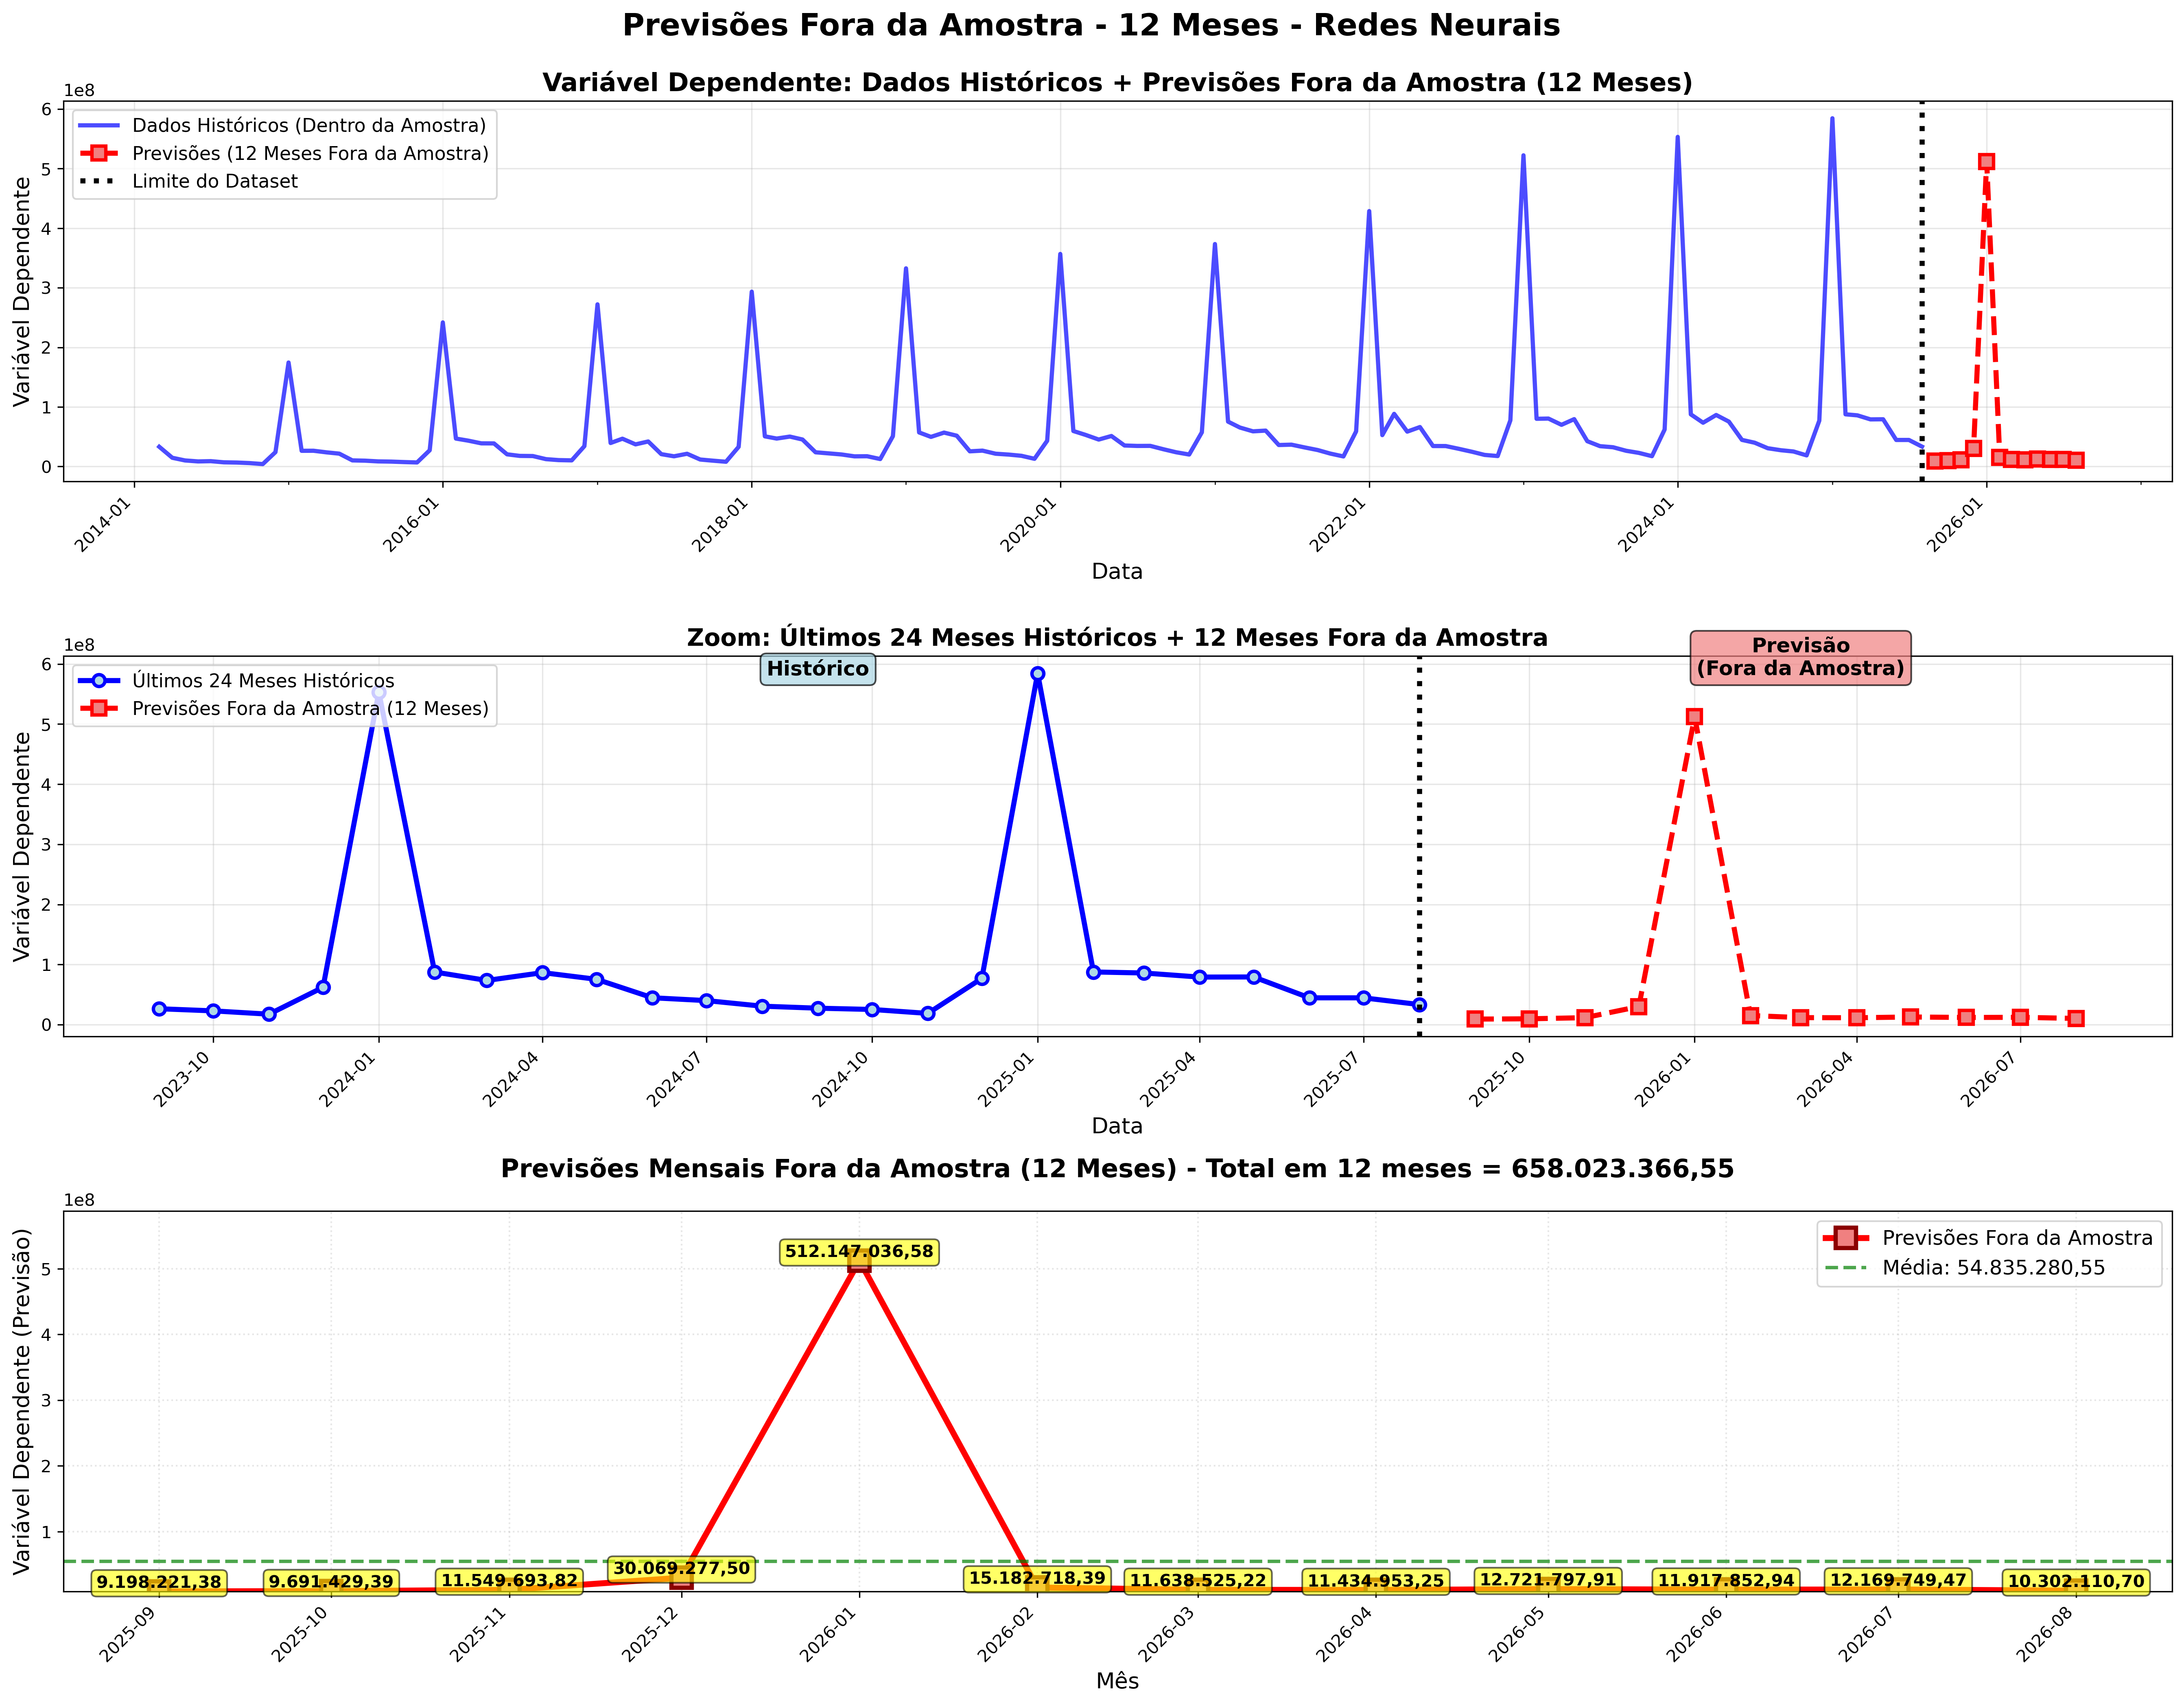 Previsões Fora da Amostra - 12 Meses - Redes Neurais
Variável Dependente: Dados Históricos + Previsões Fora da Amostra (12 Meses)
1e8
Variável Dependente
6
5
4
3
2
1
0
Dados Históricos (Dentro da Amostra)
Previsões (12 Meses Fora da Amostra)
Limite do Dataset
2014-01
2016-01
2018-01
2020-01
2022-01
2024-01
2026-01
Data
Zoom: Últimos 24 Meses Históricos + 12 Meses Fora da Amostra
1e8
Variável Dependente
6
5
4
3
2
1
0
Últimos 24 Meses Históricos
Previsões Fora da Amostra (12 Meses)
Histórico
Previsão
(Fora da Amostra)
2023-10
2024-01
2024-04
2024-07
2024-10
2025-01
2025-04
2025-07
2025-10
2026-01
2026-04
2026-07
Data
Previsões Mensais Fora da Amostra (12 Meses) - Total em 12 meses = 658.023.366,55
1e8
Variável Dependente (Previsão)
5
4
3
2
1
Previsões Fora da Amostra
Média: 54.835.280,55
9.198.221,38
9.691.429,39
11.549.693,82
30.069.277,50
512.147.036,58
15.182.718,39
11.638.525,22
11.434.953,25
12.721.797,91
11.917.852,94
12.169.749,47
10.302.110,70
2025-09
2025-10
2025-11
2025-12
2026-01
2026-02
2026-03
2026-04
2026-05
2026-06
2026-07
2026-08
Mês